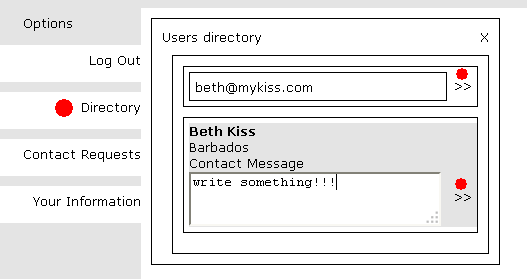 Options
Log Out
Directory
Contact Requests
Your Information
Users directory X
beth@mykiss.com >>
Beth Kiss
Barbados
Contact Message
write something!!! >>